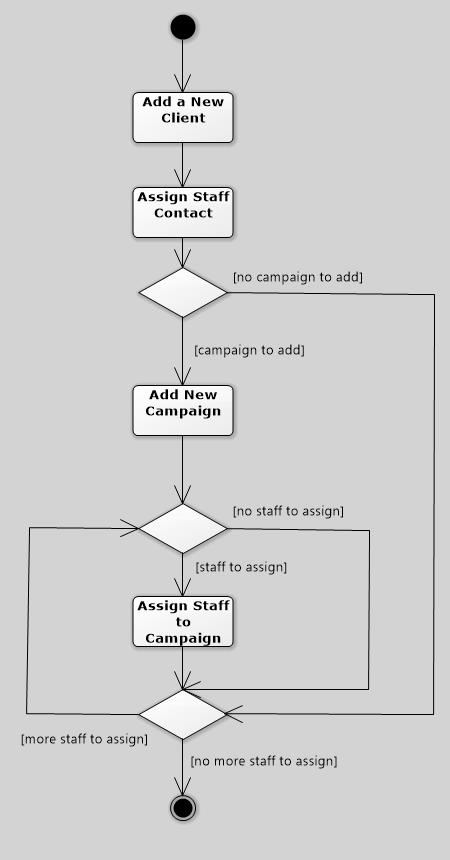 Add a New
Client
Assign Staff
Contact
[no campaign to add]
[campaign to add]
Add New
Campaign
[no staff to assign]
[staff to assign]
Assign Staff
to
Campaign
[more staff to assign]
[no more staff to assign]